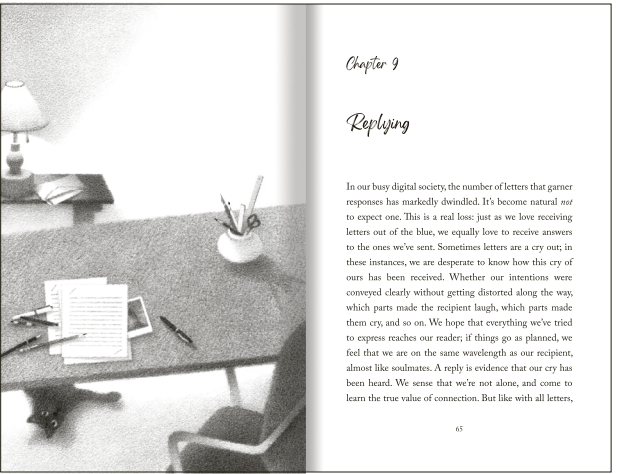 Chapter 9
Replying
In our busy digital society, the number of letters that garner
responses has markedly dwindled. It’s become natural not
to expect one. This is a real loss: just as we love receiving
letters out of the blue, we equally love to receive answers
to the ones we’ve sent. Sometimes letters are a cry out; in
these instances, we are desperate to know how this cry of
ours has been received. Whether our intentions were
conveyed clearly without getting distorted along the way,
which parts made the recipient laugh, which parts made
them cry, and so on. We hope that everything we’ve tried
to express reaches our reader; if things go as planned, we
feel that we are on the same wavelength as our recipient,
almost like soulmates. A reply is evidence that our cry has
been heard. We sense that we’re not alone, and come to
learn the true value of connection. But like with all letters,
65